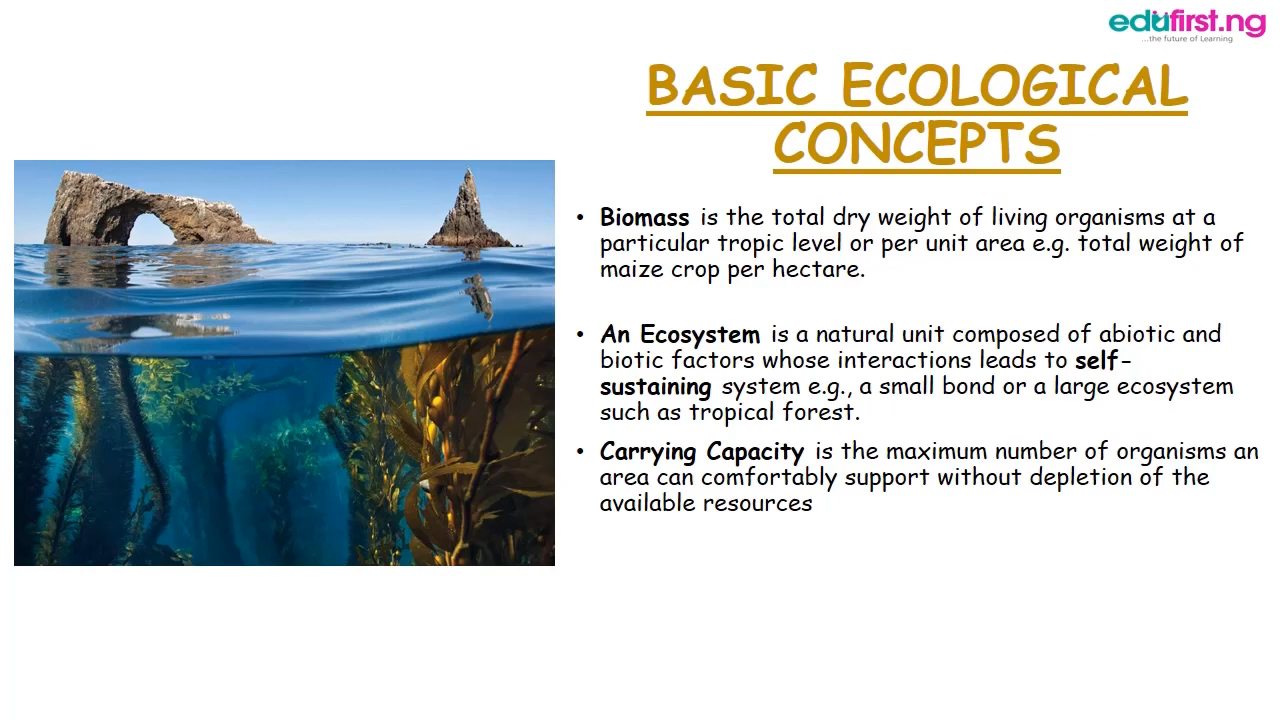 edufirst.ng
...the future of Learning
BASIC ECOLOGICAL
CONCEPTS
• Biomass is the total dry weight of living organisms at a
particular tropic level or per unit area e.g. total weight of
maize crop per hectare.
• An Ecosystem is a natural unit composed of abiotic and
biotic factors whose interactions leads to self-
sustaining system e.g., a small bond or a large ecosystem
such as tropical forest.
• Carrying Capacity is the maximum number of organisms an
area can comfortably support without depletion of the
available resources